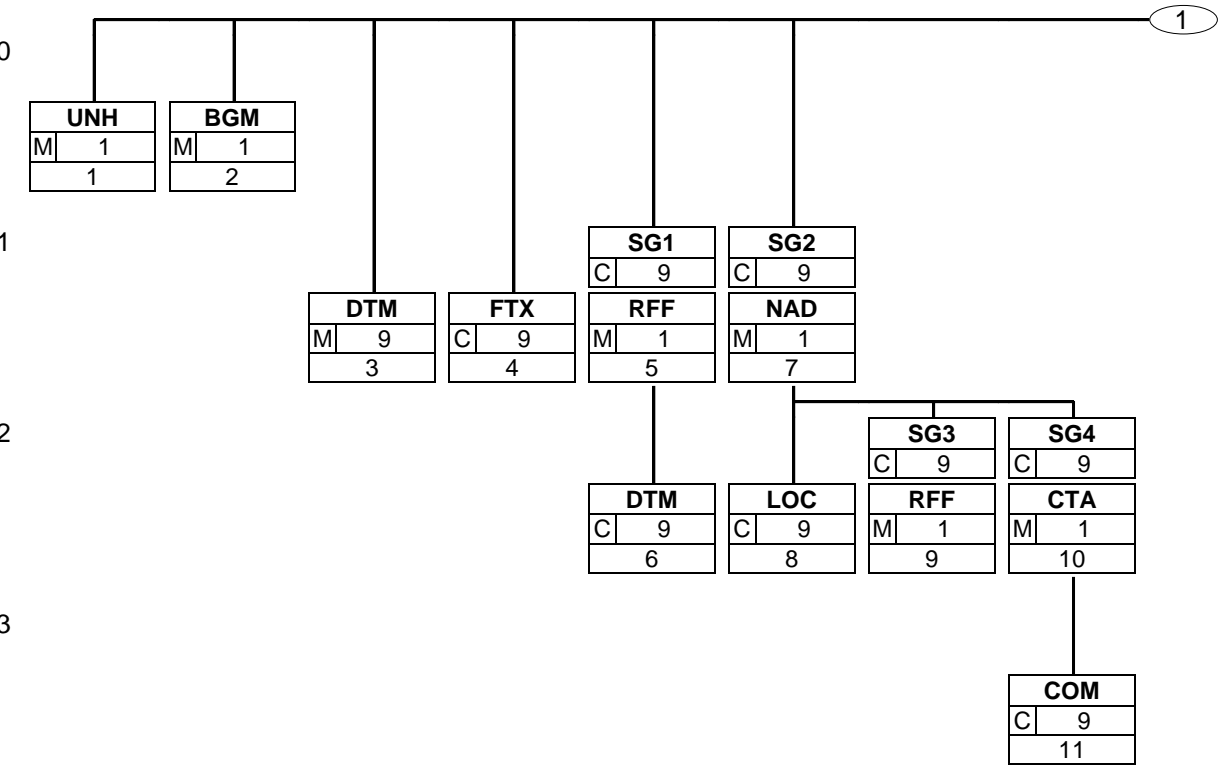 1
0
UNH BGM
M 1 M 1
1 2
1
SG1 SG2
C 9 C 9
DTM FTX RFF NAD
M 9 C 9 M 1 M 1
3 4 5 7
2
SG3 SG4
C 9 C 9
DTM LOC RFF CTA
C 9 C 9 M 1 M 1
6 8 9 10
3
COM
C 9
11